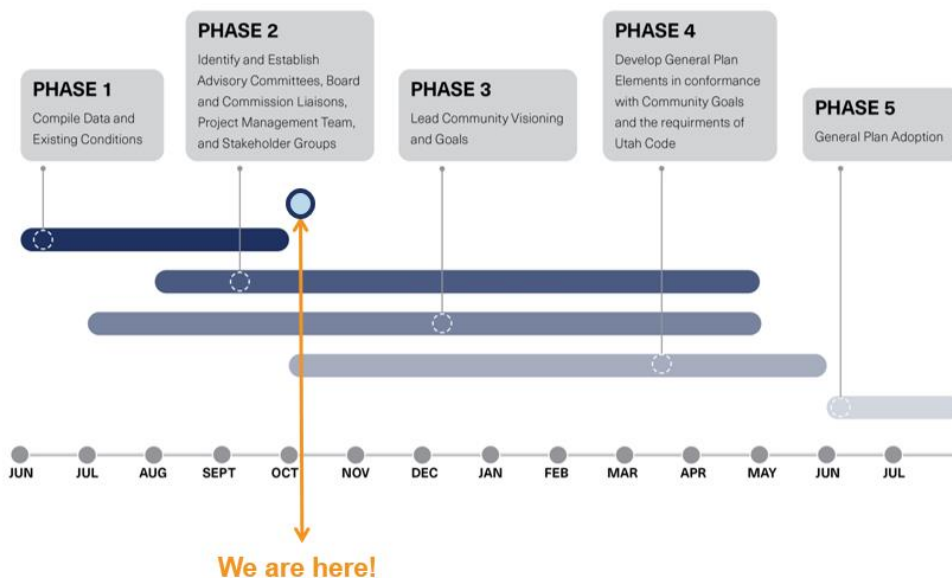 PHASE 1
Compile Data and
Existing Conditions
PHASE 2
Identify and Establish
Advisory Committees, Board
and Commission Liaisons,
Project Management Team,
and Stakeholder Groups
PHASE 3
Lead Community Visioning
and Goals
PHASE 4
Develop General Plan
Elements in conformance
with Community Goals
and the requirments of
Utah Code
PHASE 5
General Plan Adoption
JUN JUL AUG SEPT OCT NOV DEC JAN FEB MAR APR MAY JUN JUL
We are here!